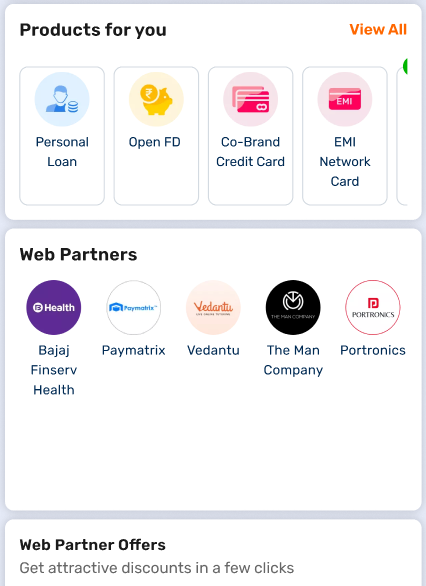 Products for you
View All
EMI
Personal
Loan
Open FD
Co-Brand
Credit Card
EMI
Network
Card
Web Partners
Health
Paymatrix
Vedantu
THE MAN COMPANY
PORTRONICS
Bajaj
Finserv
Health
Paymatrix
Vedantu
The Man
Company
Portronics
Web Partner Offers
Get attractive discounts in a few clicks